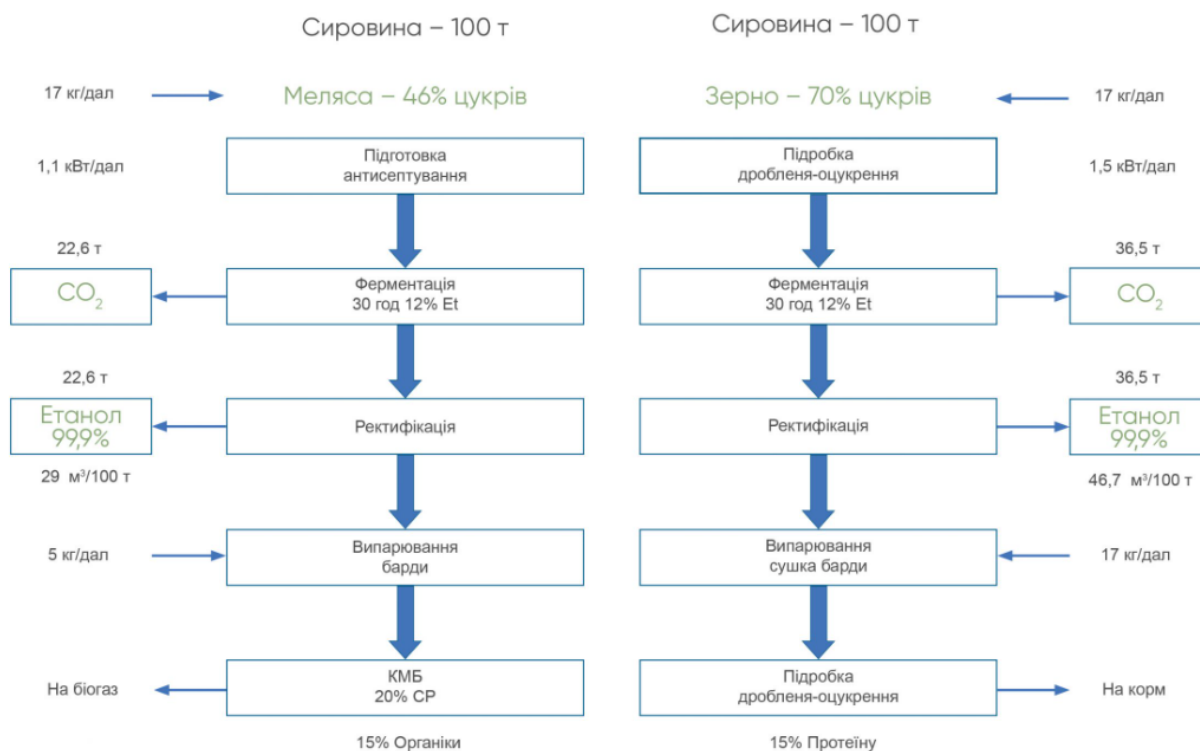 Сировина – 100 т
Сировина – 100 т
17 кг/дал
Меляса – 46% цукрів
Зерно – 70% цукрів
17 кг/дал
1,1 кВт/дал
Підготовка
антисептування
Підробка
дробленя-оцукрення
1,5 кВт/дал
22,6 т
CO₂
Ферментація
30 год 12% Et
Ферментація
30 год 12% Et
36,5 т
CO₂
22,6 т
Етанол
99,9%
29 м³/100 т
Ректифікація
Ректифікація
36,5 т
Етанол
99,9%
46,7 м³/100 т
5 кг/дал
Випарювання
барди
Випарювання
сушка барди
17 кг/дал
На біогаз
КМБ
20% СР
15% Органіки
Підробка
дробленя-оцукрення
15% Протеїну
На корм